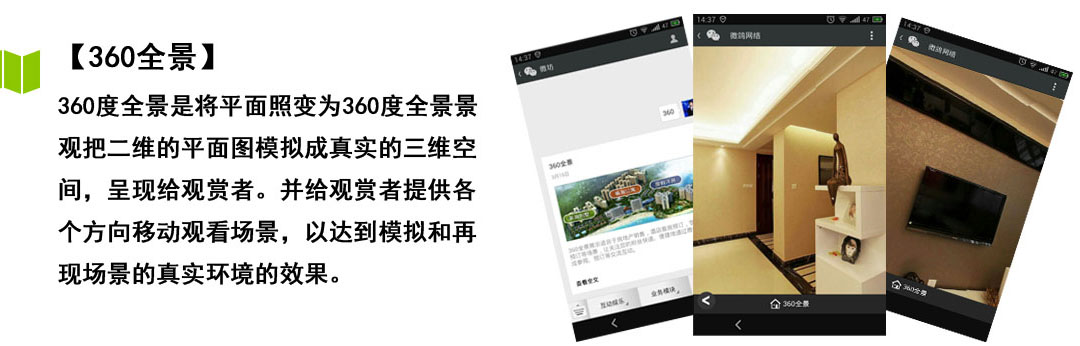 【360全景】
360度全景是将平面照变为360度全景景
观把二维的平面图模拟成真实的三维空
间，呈现给观赏者。并给观赏者提供各
个方向移动观看场景，以达到模拟和再
现场景的真实环境的效果。
14:37
微坊
360
360全景
查看全文
互动娱乐
业务模块
14:37
47
微鸽网络
360全景
14:37
47
微鸽网络
360全景